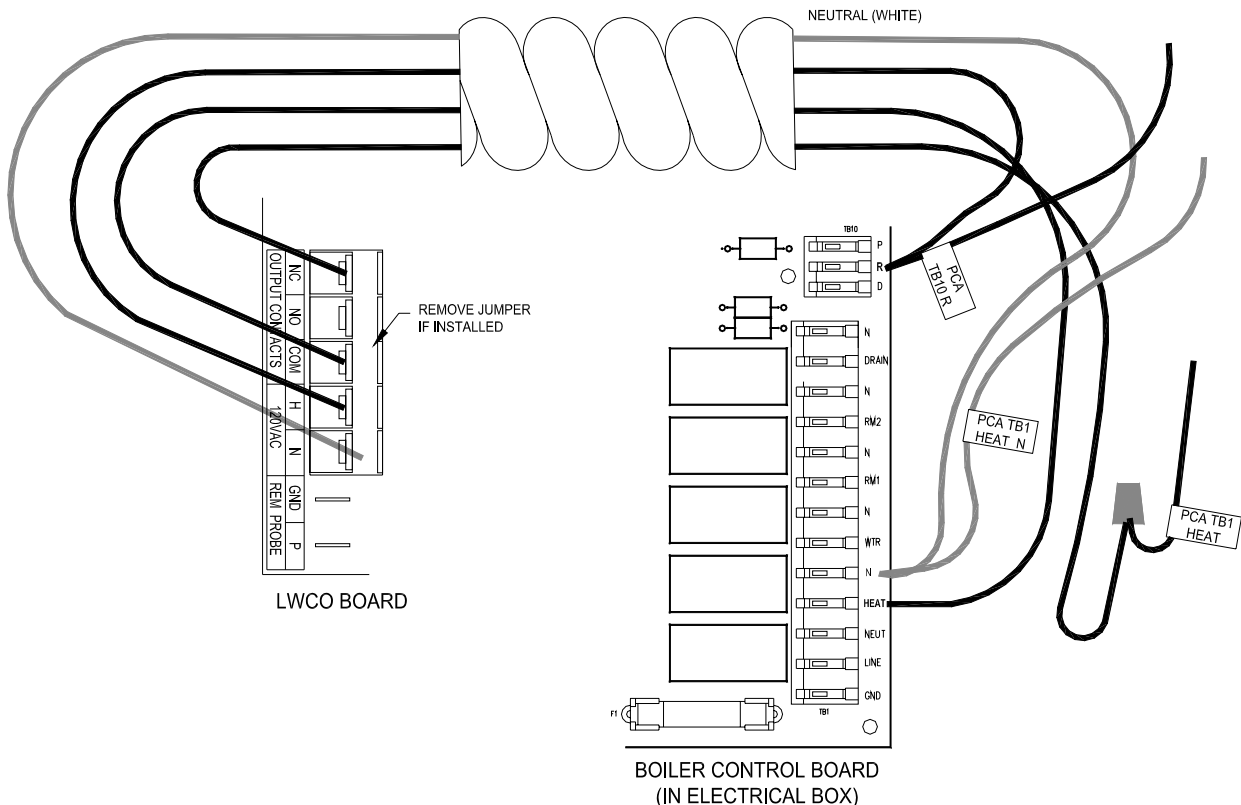 NEUTRAL (WHITE)
NC
NO
COM
H
N
GND
P
OUTPUT CONTACTS
120VAC
REM PROBE
REMOVE JUMPER
IF INSTALLED
LWCO BOARD
TB10
P
R
D
PCA
TB10 R
N
DRAIN
N
RM2
N
RM1
N
WTR
N
HEAT
NEUT
LINE
GND
TB1
F1
PCA TB1
HEAT N
PCA TB1
HEAT
BOILER CONTROL BOARD
(IN ELECTRICAL BOX)